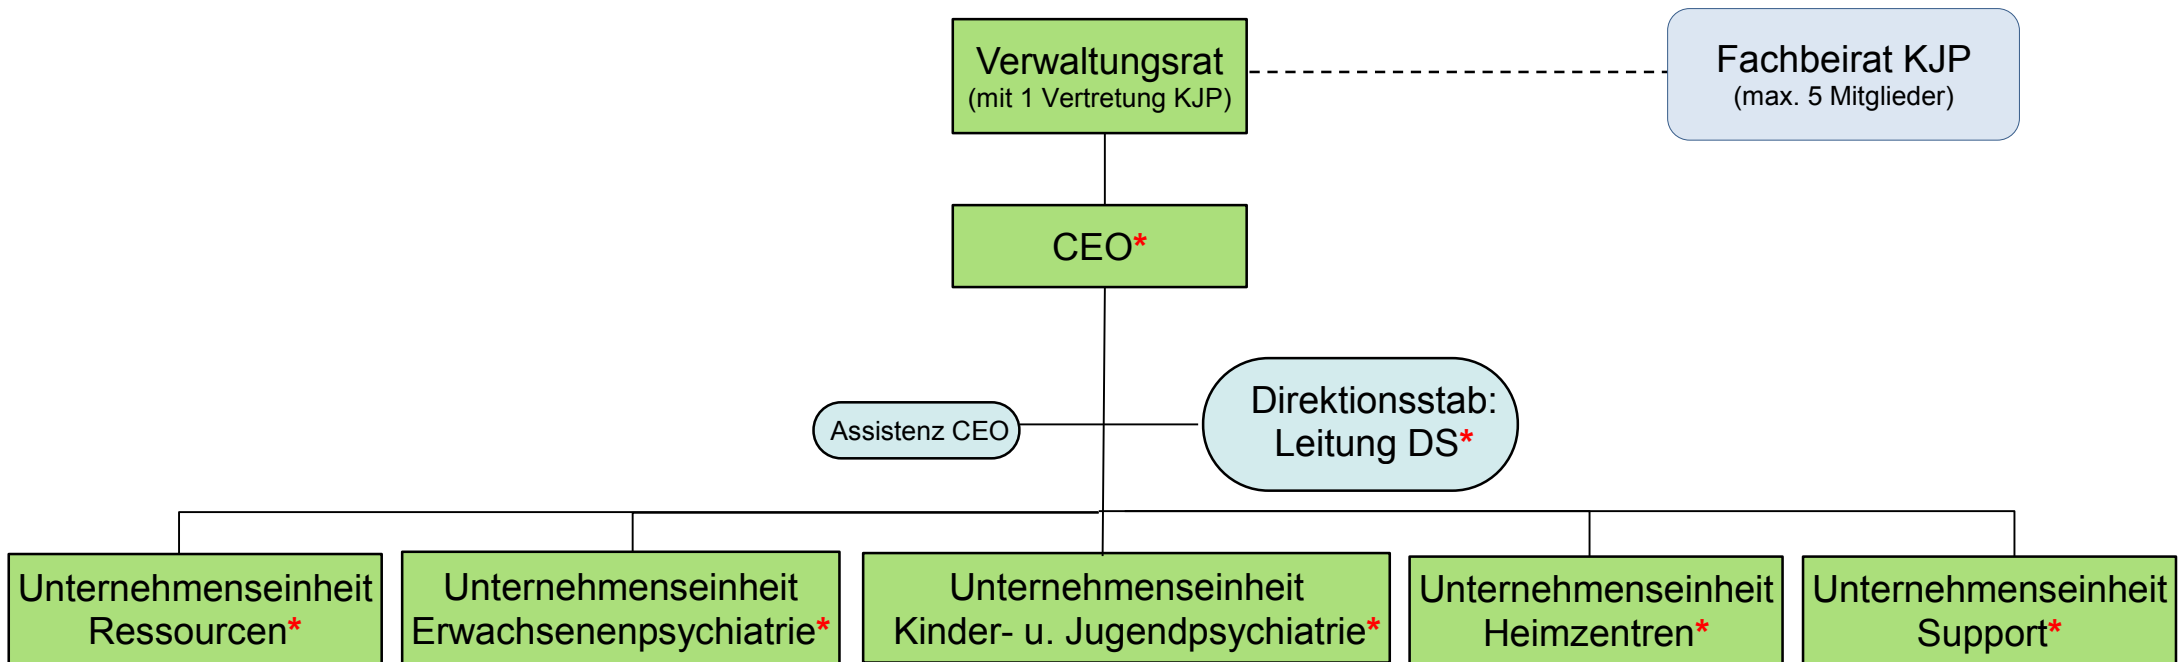 Verwaltungsrat
(mit 1 Vertretung KJP)
Fachbeirat KJP
(max. 5 Mitglieder)
CEO*
Assistenz CEO
Direktionsstab:
Leitung DS*
Unternehmenseinheit
Ressourcen*
Unternehmenseinheit
Erwachsenenpsychiatrie*
Unternehmenseinheit
Kinder- u. Jugendpsychiatrie*
Unternehmenseinheit
Heimzentren*
Unternehmenseinheit
Support*